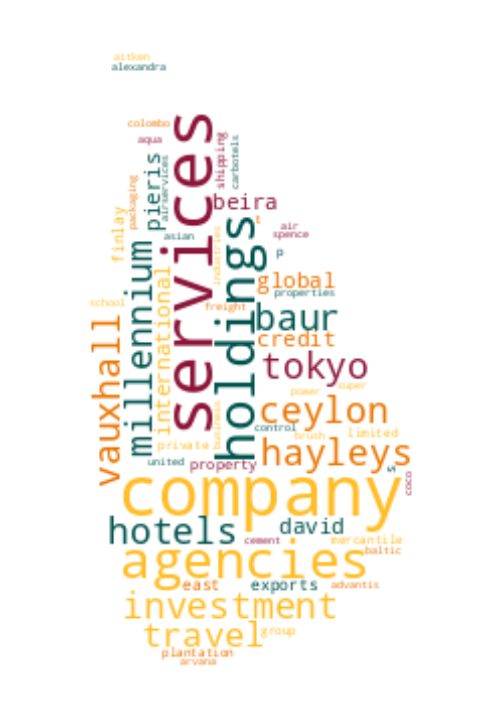 aitken
alexandra
colombo
aqua
services
shipping
carbotels
pieris
airservices
packaging
beira
finlay
t
air
spence
asian
holdings
industries
p
millennium
international
global
properties
school
freight
baur
vauxhall
credit
tokyo
super
power
ceylon
business
control
brush
limited
private
hayleys
united
property
s
coco
company
hotels
david
cement
mercantile
baltic
agencies
east
exports
advantis
investment
travel
group
plantation
arvana